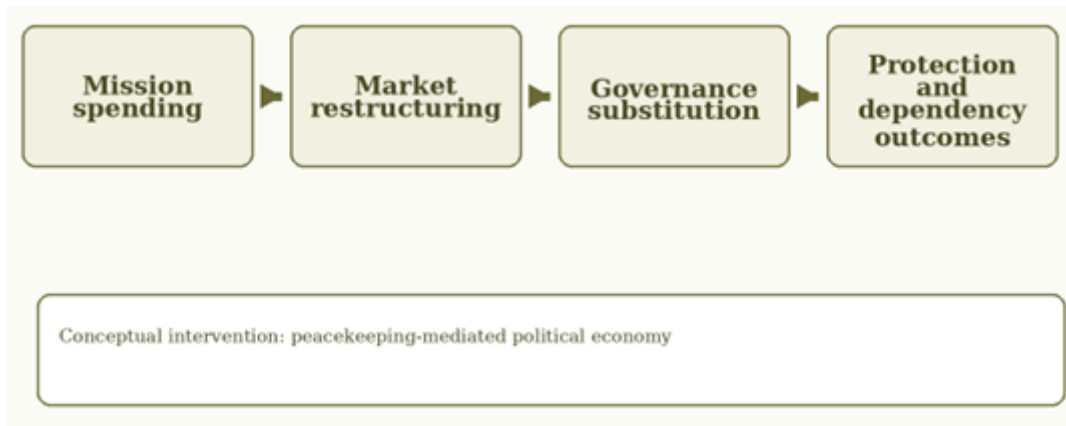 Mission
spending
Market
restructuring
Governance
substitution
Protection
and
dependency
outcomes
Conceptual intervention: peacekeeping-mediated political economy